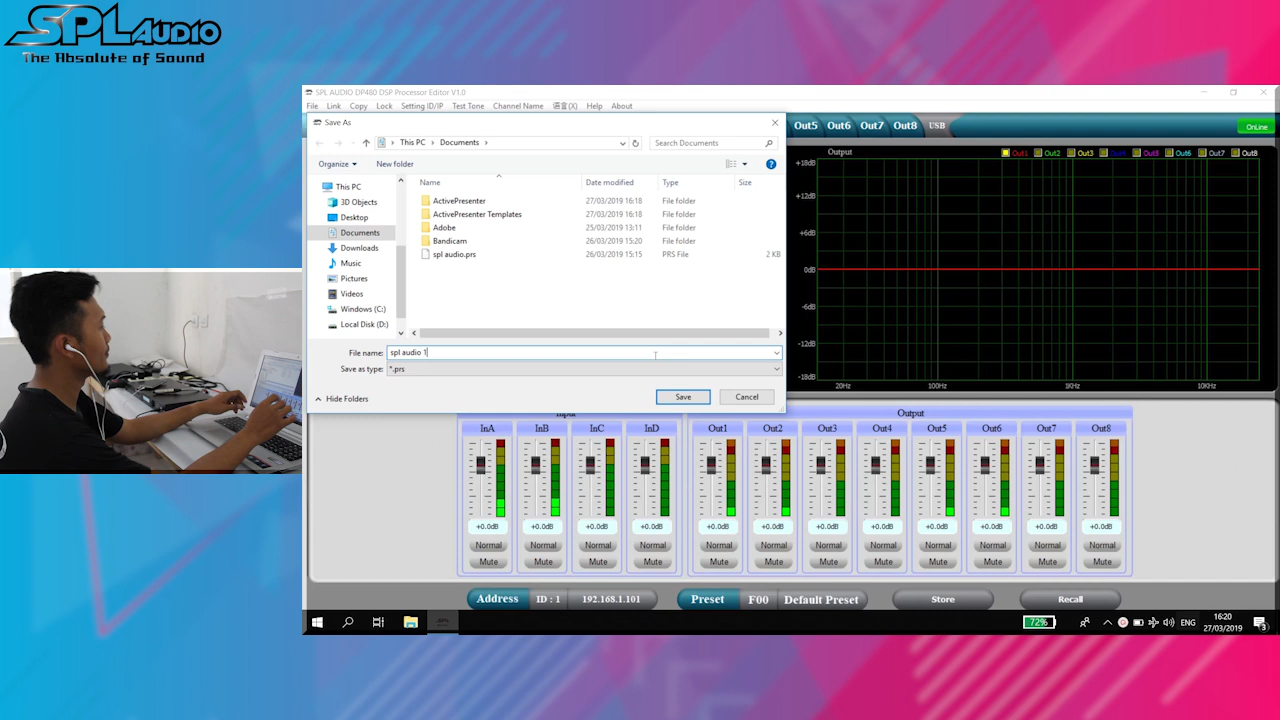 SPL AUDIO
The Absolute of Sound
SPL AUDIO DP480 DSP Processor Editor V1.0
File Link Copy Lock Setting ID/IP Test Tone Channel Name 语言(X) Help About
Save As
Out5 Out6 Out7 Out8 USB
OnLine
This PC Documents
Search Documents
Organize New folder
Name Date modified Type Size
This PC
3D Objects
Desktop
Documents
Downloads
Music
Pictures
Videos
Windows (C:)
Local Disk (D:)
ActivePresenter 27/03/2019 16:18 File folder
ActivePresenter Templates 27/03/2019 16:18 File folder
Adobe 25/03/2019 13:11 File folder
Bandicam 26/03/2019 15:20 File folder
spl audio.prs 26/03/2019 15:15 PRS File 2 KB
File name: spl audio 1
Save as type: *.prs
Hide Folders
Save Cancel
Output
Out1 Out2 Out3 Out4 Out5 Out6 Out7 Out8
+18dB
+12dB
+6dB
0dB
-6dB
-12dB
-18dB
20Hz 100Hz 1KHz 10KHz
Input Output
InA InB InC InD Out1 Out2 Out3 Out4 Out5 Out6 Out7 Out8
+0.0dB +0.0dB +0.0dB +0.0dB +0.0dB +0.0dB +0.0dB +0.0dB +0.0dB +0.0dB +0.0dB +0.0dB
Normal Normal Normal Normal Normal Normal Normal Normal Normal Normal Normal Normal
Mute Mute Mute Mute Mute Mute Mute Mute Mute Mute Mute Mute
Address ID : 1 192.168.1.101 Preset F00 Default Preset Store Recall
72% ENG 16:20
27/03/2019 3